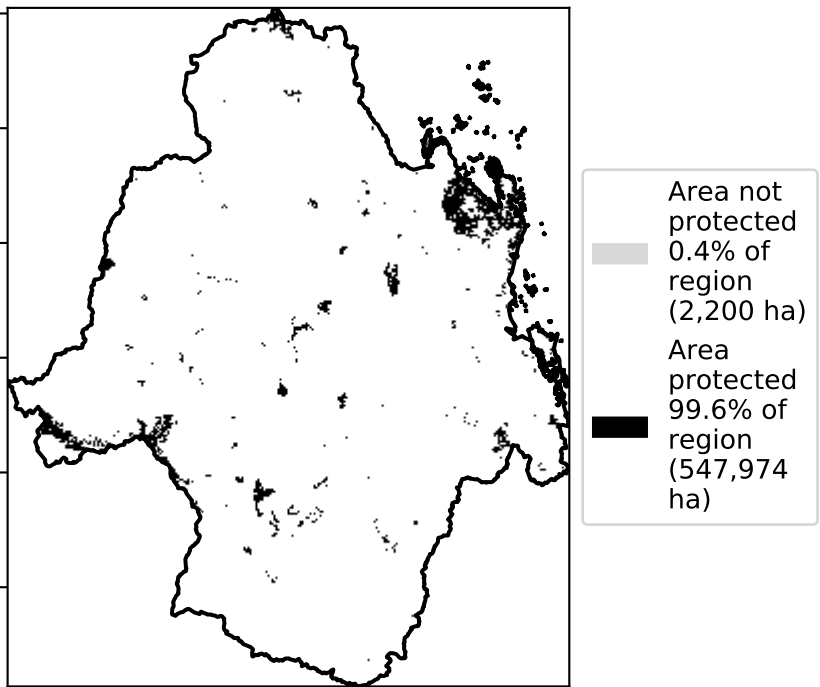 Area not
protected
0.4% of
region
(2,200 ha)
Area
protected
99.6% of
region
(547,974
ha)